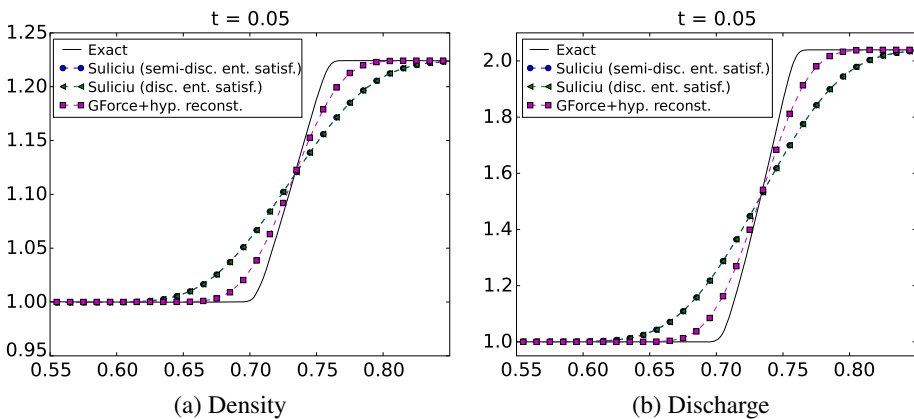 t = 0.05
1.25
1.20
1.15
1.10
1.05
1.00
0.95
Exact
Suliciu (semi-disc. ent. satisf.)
Suliciu (disc. ent. satisf.)
GForce+hyp. reconst.
0.55 0.60 0.65 0.70 0.75 0.80
(a) Density
t = 0.05
2.0
1.8
1.6
1.4
1.2
1.0
Exact
Suliciu (semi-disc. ent. satisf.)
Suliciu (disc. ent. satisf.)
GForce+hyp. reconst.
0.55 0.60 0.65 0.70 0.75 0.80
(b) Discharge